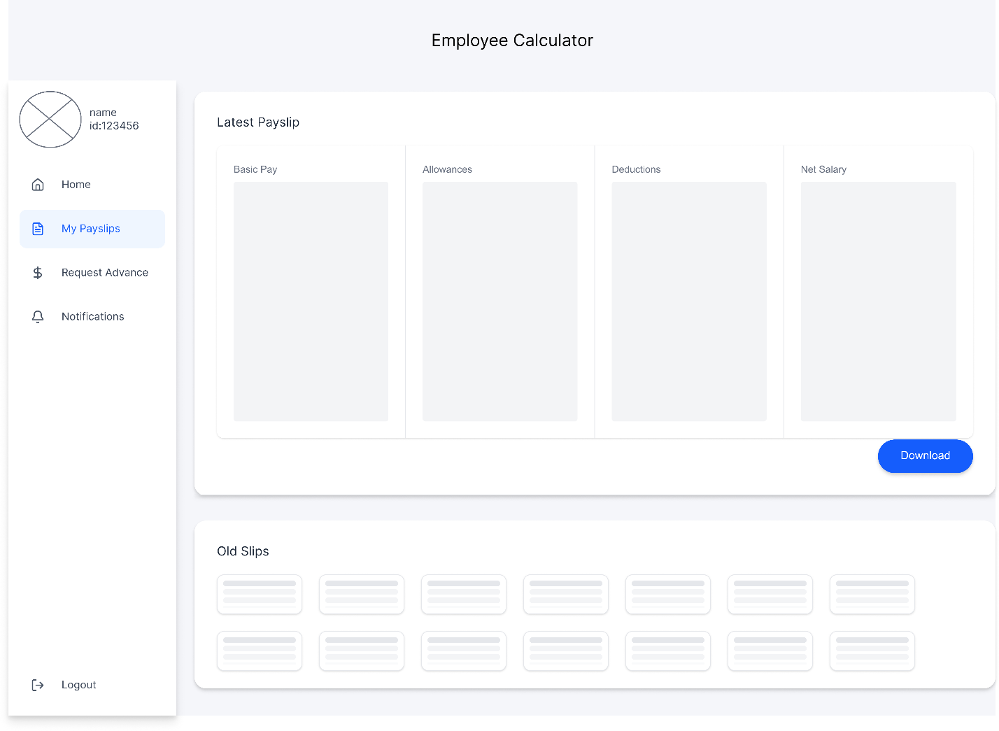 Employee Calculator
name
id:123456
Home
My Payslips
Request Advance
Notifications
Logout
Latest Payslip
Basic Pay
Allowances
Deductions
Net Salary
Download
Old Slips